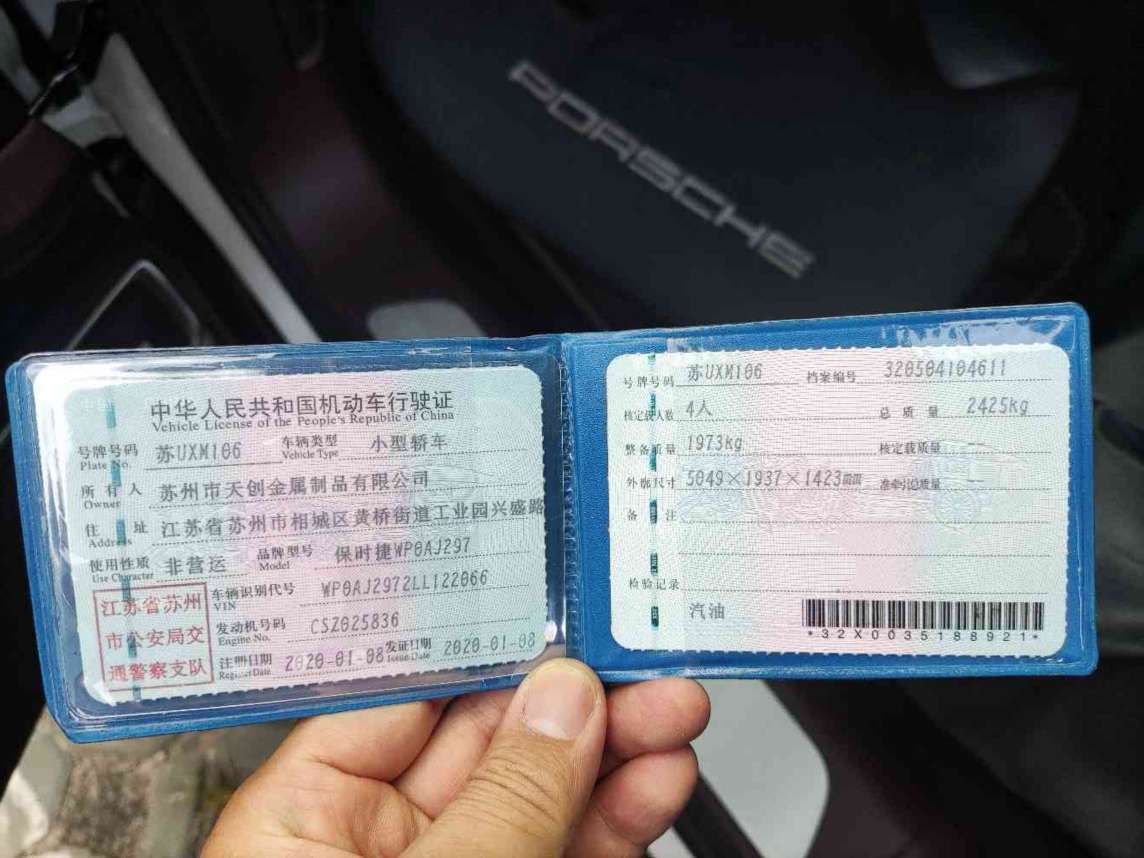 PORSCHE
中华人民共和国机动车行驶证
Vehicle License of the People's Republic of China
号牌号码 苏UXM106 车辆类型 小型轿车
Plate No. Vehicle Type
所有人 苏州市天创金属制品有限公司
Owner
住址 江苏省苏州市相城区黄桥街道工业园兴盛路
Address
使用性质 非营运 品牌型号 保时捷WP0AJ297
Use Character Model
江苏省苏州
市公安局交
通警察支队
车辆识别代号 WP0AJ2972LL122066
VIN
发动机号码 CSZ025836
Engine No.
注册日期 2020-01-08 发证日期 2020-01-08
Register Date Issue Date
号牌号码 苏UXM106 档案编号 320504104611
核定载人数 4人 总质量 2425kg
整备质量 1973kg 核定载质量 --
外廓尺寸 5049×1937×1423mm 准牵引总质量 --
备注
检验记录
汽油
*32X0035188921*